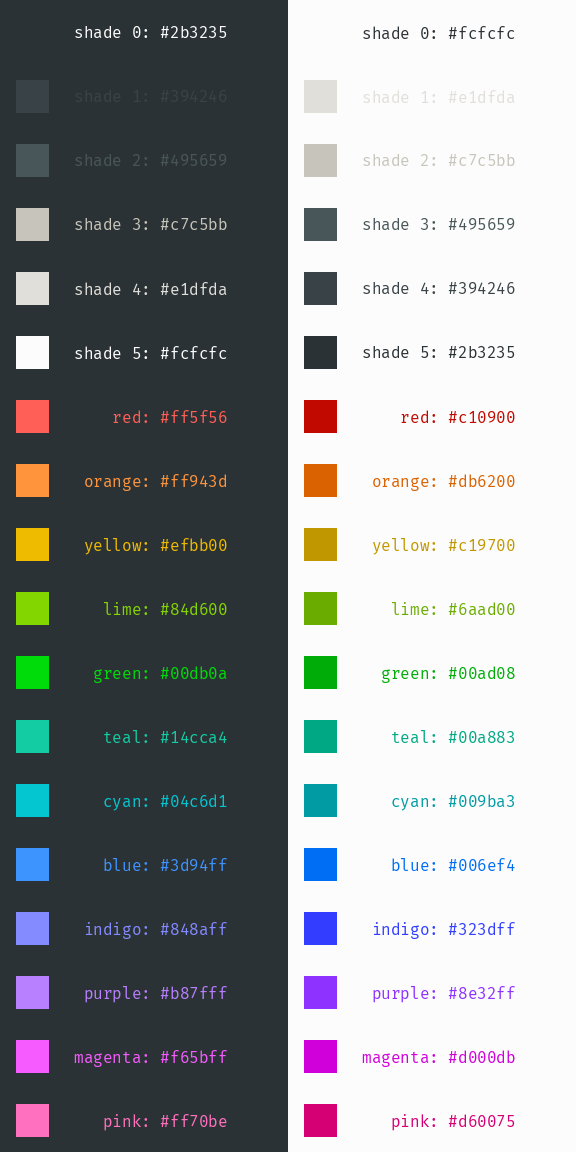 shade 0: #2b3235
shade 1: #394246
shade 2: #495659
shade 3: #c7c5bb
shade 4: #e1dfda
shade 5: #fcfcfc
red: #ff5f56
orange: #ff943d
yellow: #efbb00
lime: #84d600
green: #00db0a
teal: #14cca4
cyan: #04c6d1
blue: #3d94ff
indigo: #848aff
purple: #b87fff
magenta: #f65bff
pink: #ff70be
shade 0: #fcfcfc
shade 1: #e1dfda
shade 2: #c7c5bb
shade 3: #495659
shade 4: #394246
shade 5: #2b3235
red: #c10900
orange: #db6200
yellow: #c19700
lime: #6aad00
green: #00ad08
teal: #00a883
cyan: #009ba3
blue: #006ef4
indigo: #323dff
purple: #8e32ff
magenta: #d000db
pink: #d60075